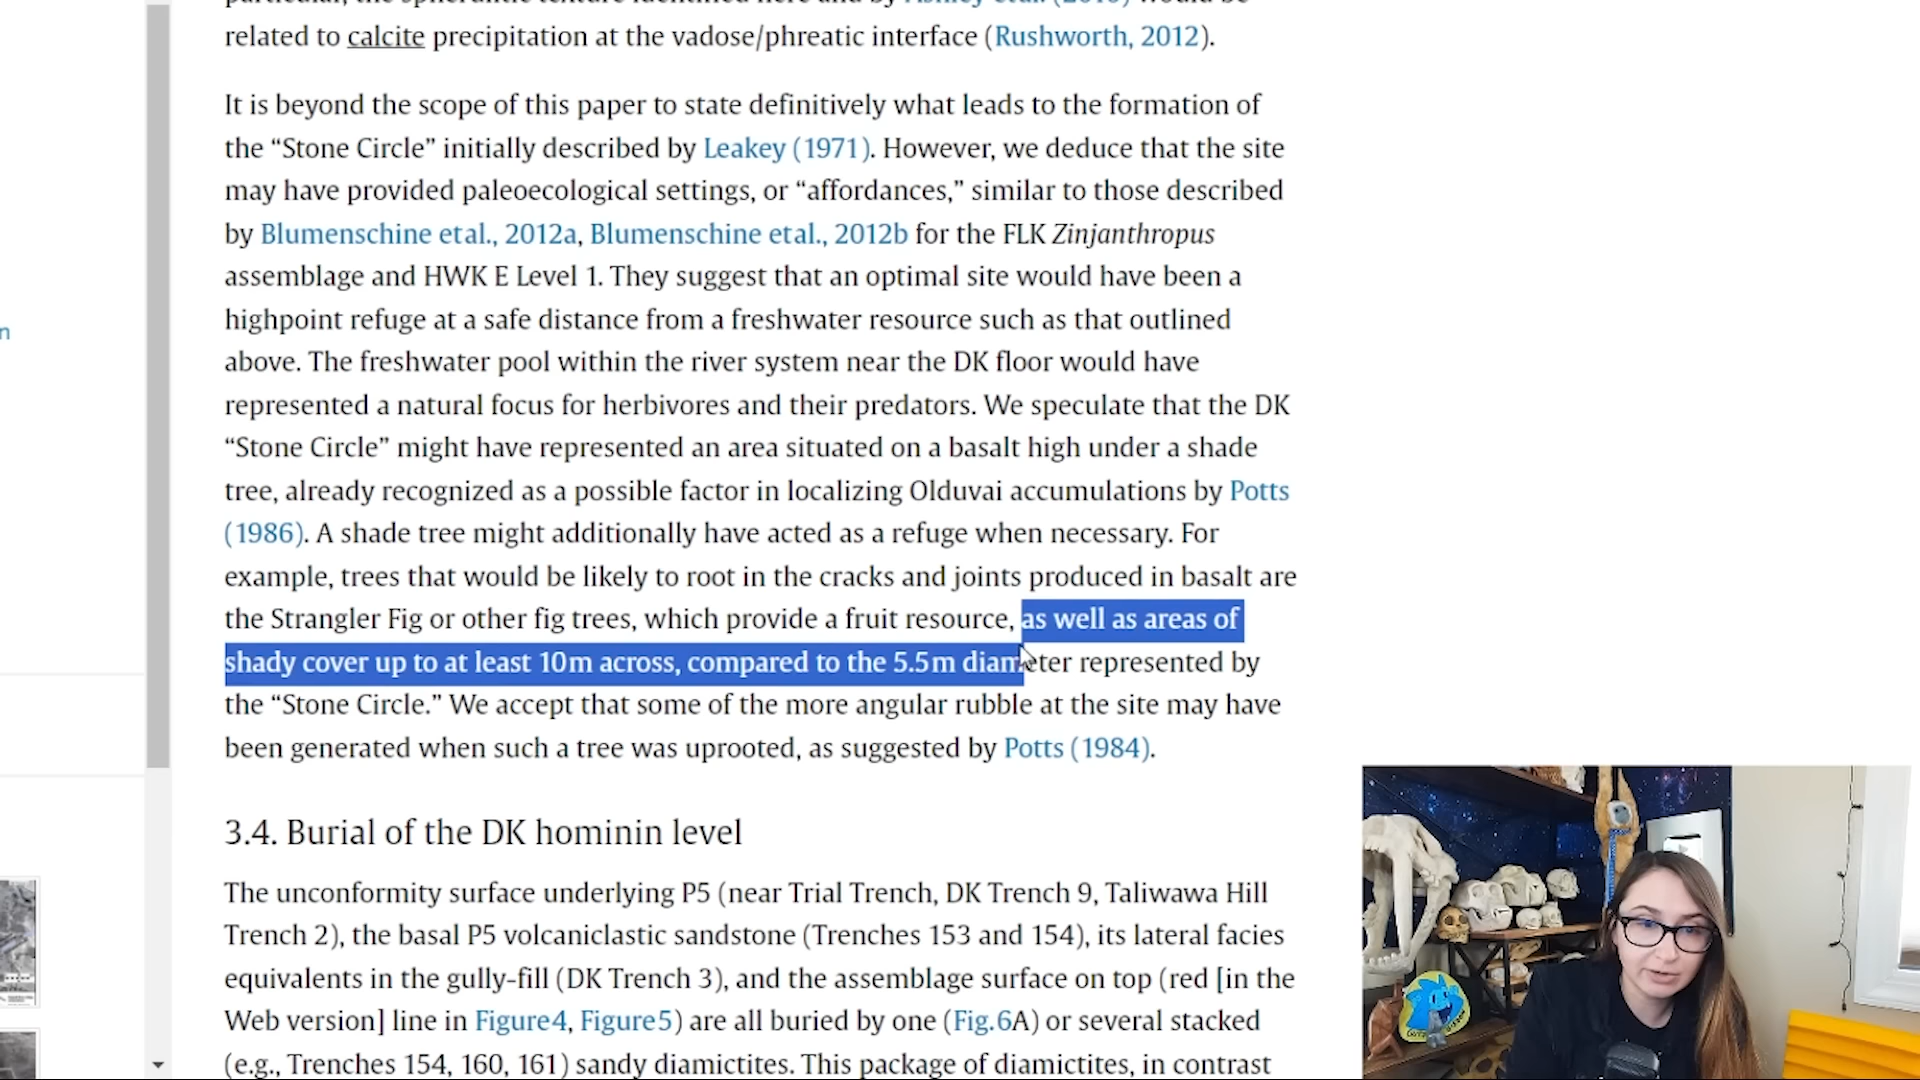 related to calcite precipitation at the vadose/phreatic interface (Rushworth, 2012).
It is beyond the scope of this paper to state definitively what leads to the formation of
the “Stone Circle” initially described by Leakey (1971). However, we deduce that the site
may have provided paleoecological settings, or “affordances,” similar to those described
by Blumenschine etal., 2012a, Blumenschine etal., 2012b for the FLK Zinjanthropus
assemblage and HWK E Level 1. They suggest that an optimal site would have been a
highpoint refuge at a safe distance from a freshwater resource such as that outlined
above. The freshwater pool within the river system near the DK floor would have
represented a natural focus for herbivores and their predators. We speculate that the DK
“Stone Circle” might have represented an area situated on a basalt high under a shade
tree, already recognized as a possible factor in localizing Olduvai accumulations by Potts
(1986). A shade tree might additionally have acted as a refuge when necessary. For
example, trees that would be likely to root in the cracks and joints produced in basalt are
the Strangler Fig or other fig trees, which provide a fruit resource, as well as areas of
shady cover up to at least 10m across, compared to the 5.5m diameter represented by
the “Stone Circle.” We accept that some of the more angular rubble at the site may have
been generated when such a tree was uprooted, as suggested by Potts (1984).
3.4. Burial of the DK hominin level
The unconformity surface underlying P5 (near Trial Trench, DK Trench 9, Taliwawa Hill
Trench 2), the basal P5 volcaniclastic sandstone (Trenches 153 and 154), its lateral facies
equivalents in the gully-fill (DK Trench 3), and the assemblage surface on top (red [in the
Web version] line in Figure4, Figure5) are all buried by one (Fig.6A) or several stacked
(e.g., Trenches 154, 160, 161) sandy diamictites. This package of diamictites, in contrast